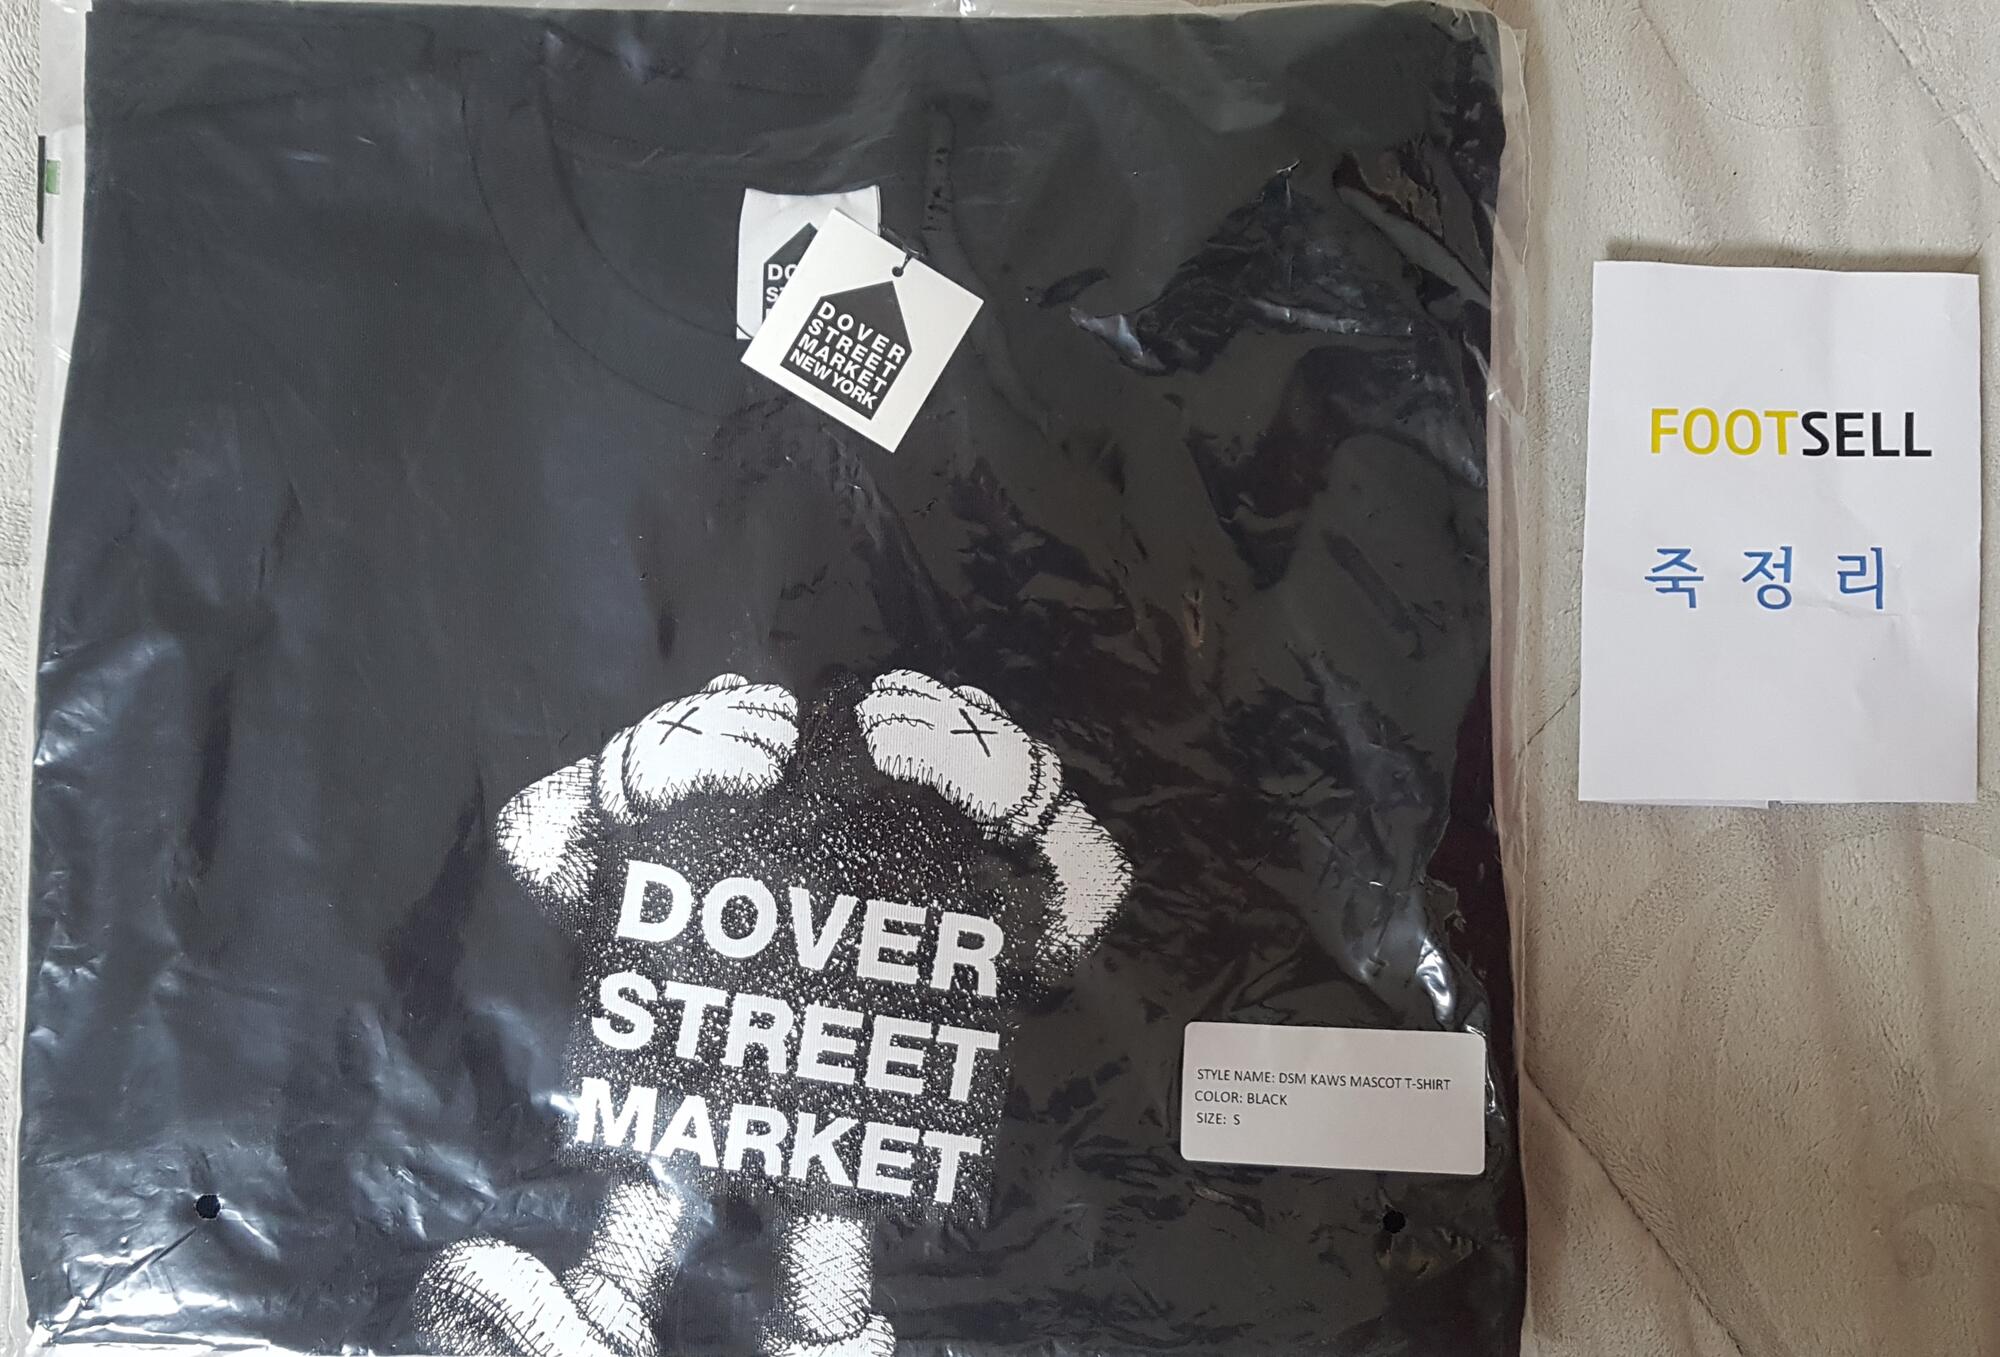 DO
S
DOVER
STREET
MARKET
NEW YORK
FOOTSELL
죽정리
DOVER
STREET
MARKET
STYLE NAME: DSM KAWS MASCOT T-SHIRT
COLOR: BLACK
SIZE: S